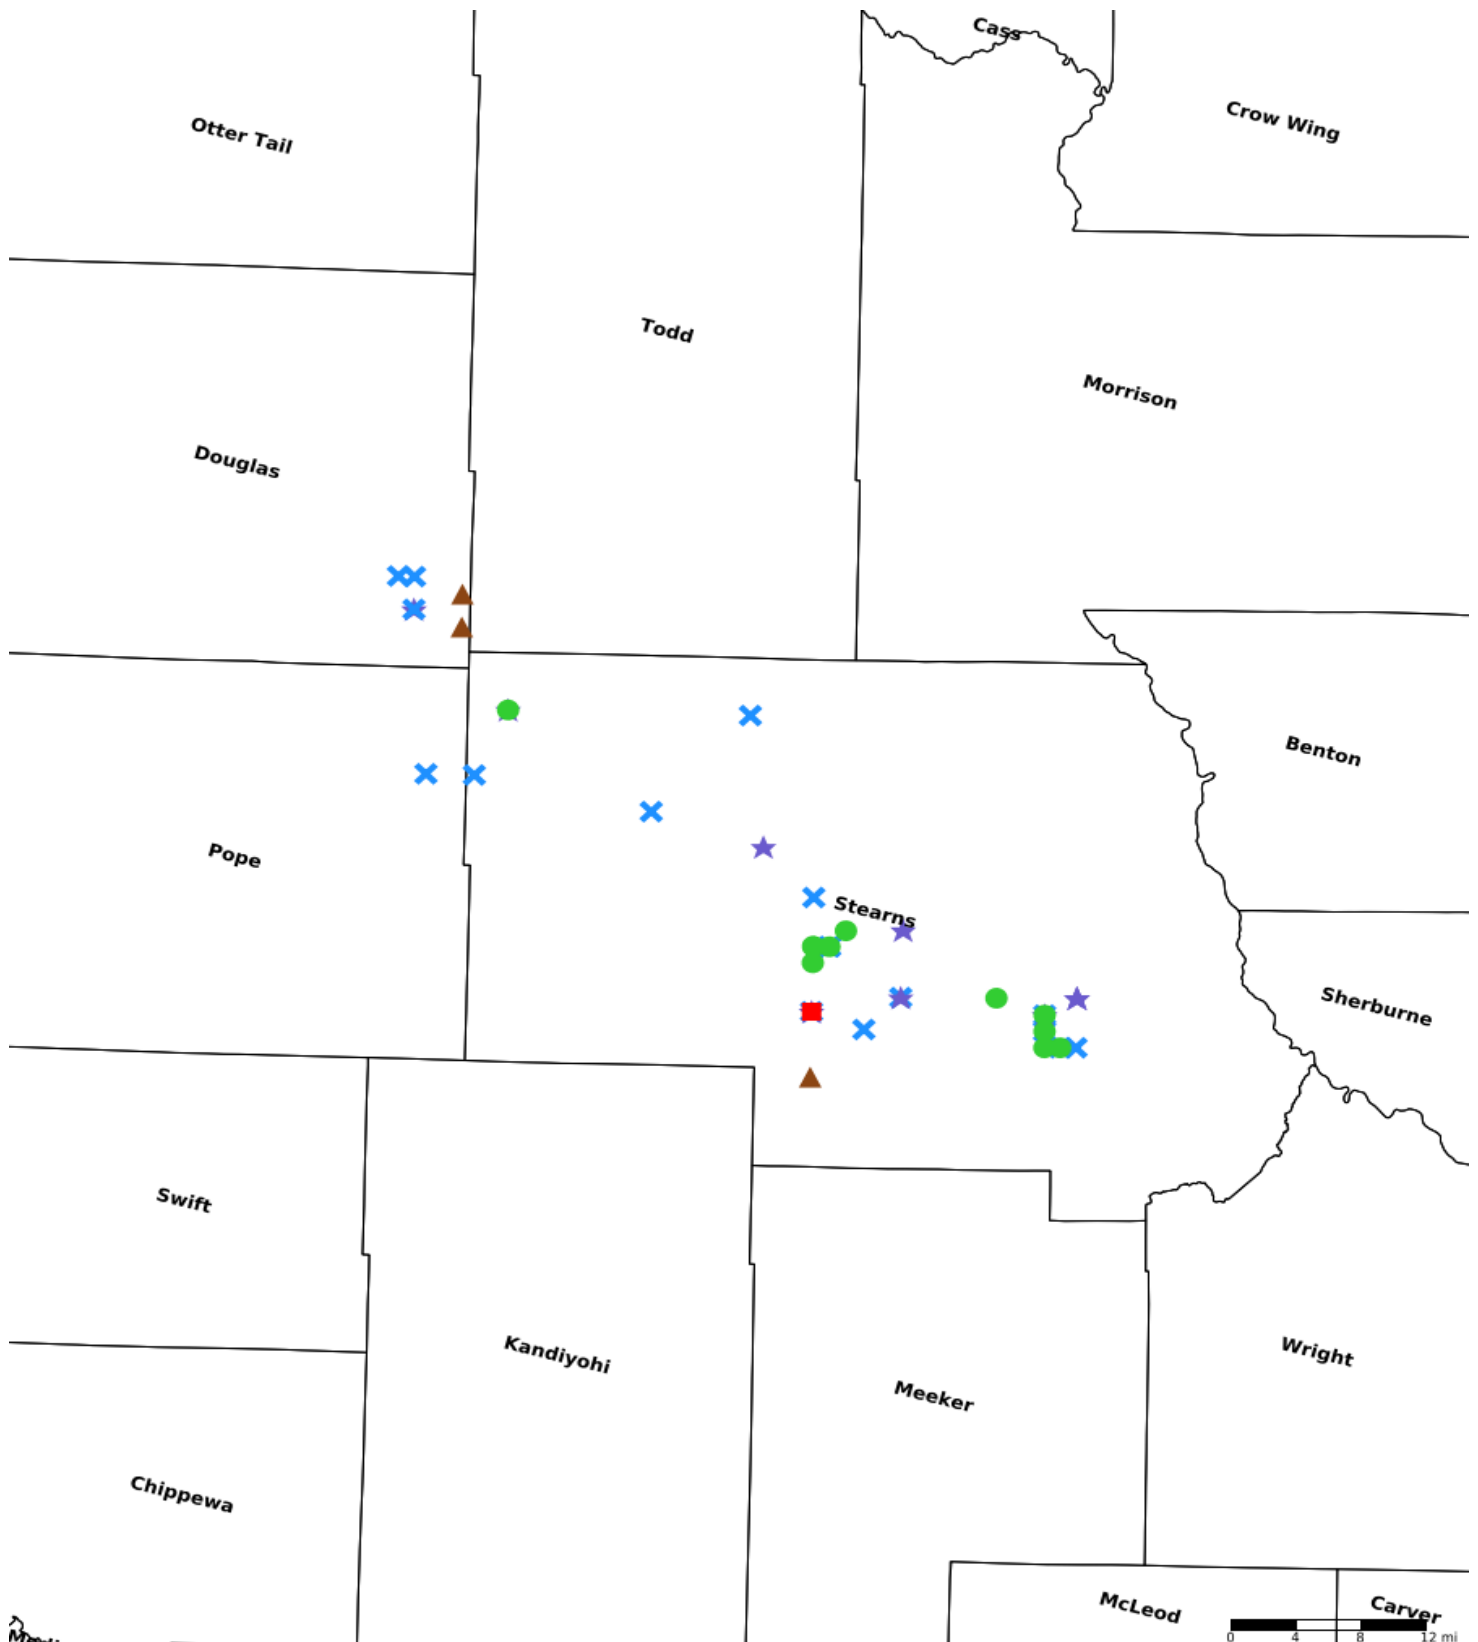 Cass
Crow Wing
Otter Tail
Todd
Morrison
Douglas
Benton
Pope
Stearns
Sherburne
Swift
Kandiyohi
Wright
Meeker
Chippewa
McLeod
Carver
0 4 8 12 mi